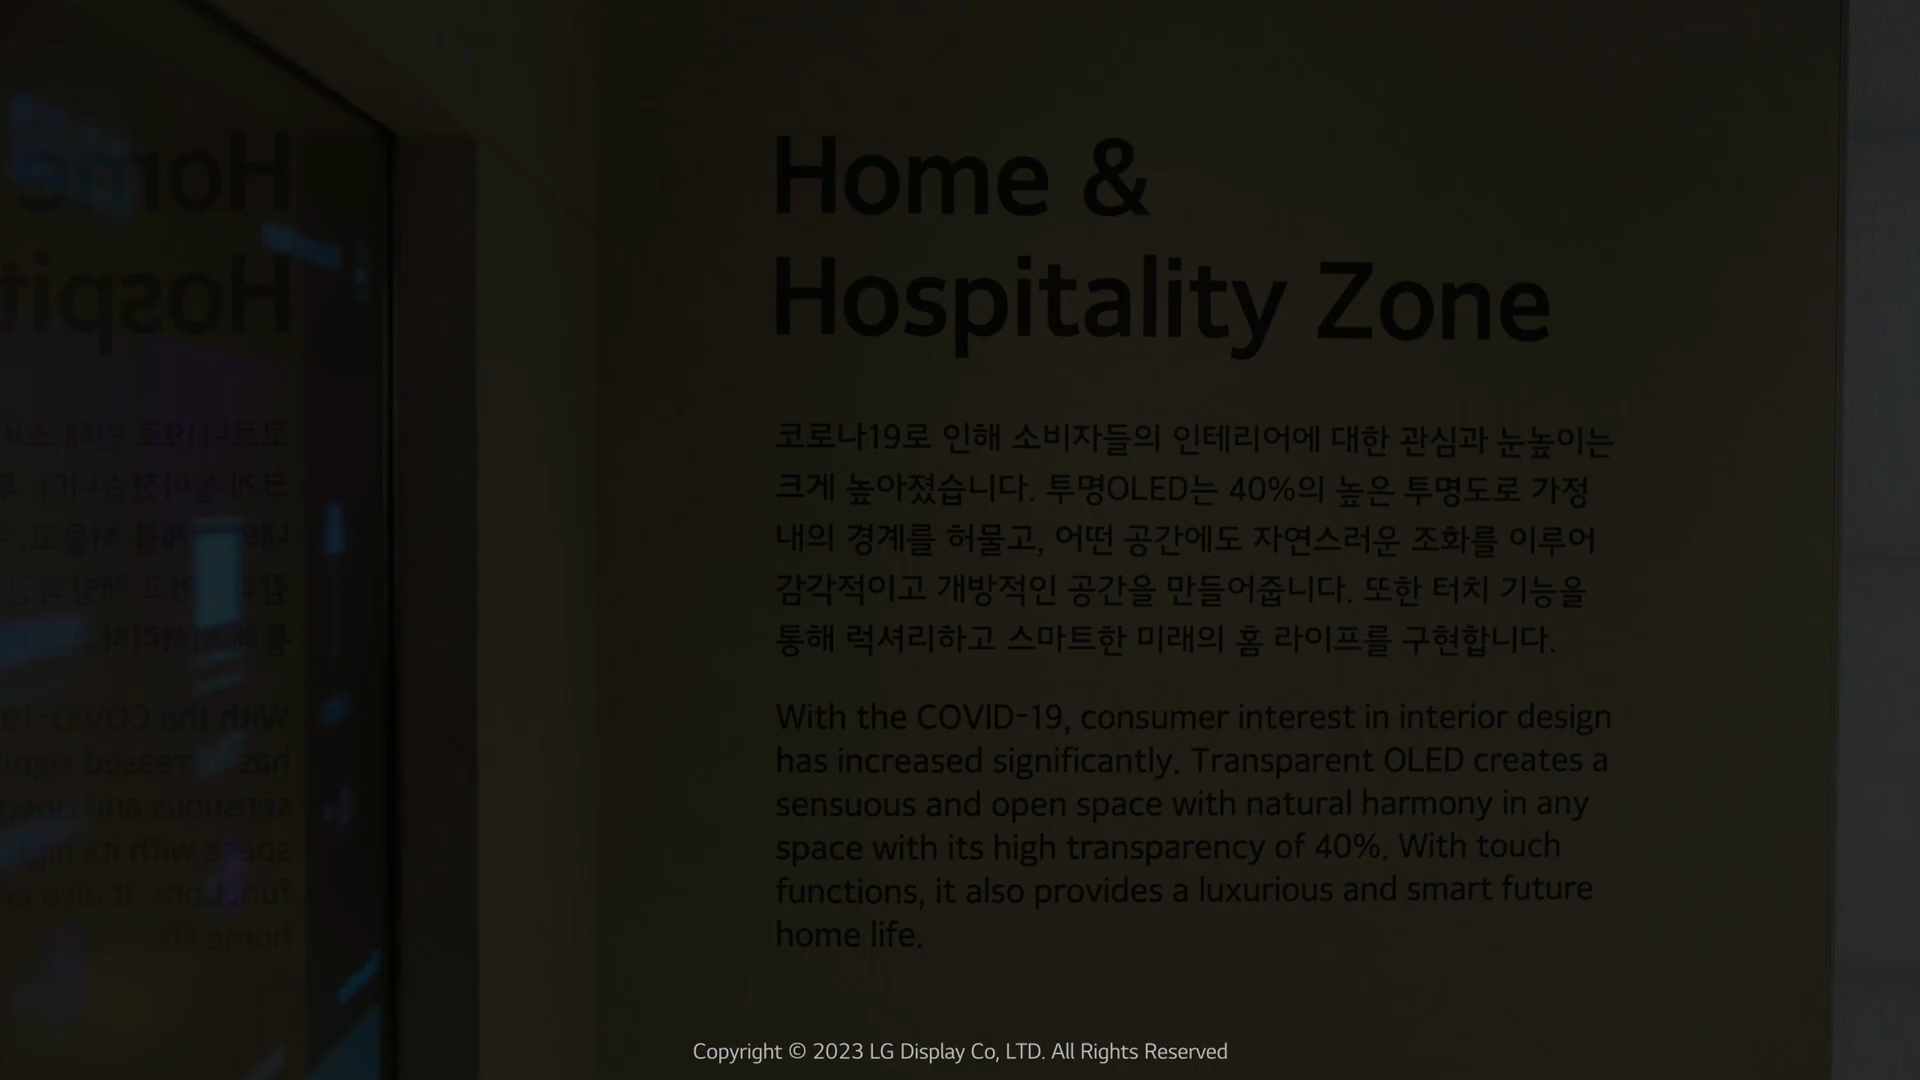 Home &
Hospitality Zone
코로나19로 인해 소비자들의 인테리어에 대한 관심과 눈높이는
크게 높아졌습니다. 투명OLED는 40%의 높은 투명도로 가정
내의 경계를 허물고, 어떤 공간에도 자연스러운 조화를 이루어
감각적이고 개방적인 공간을 만들어줍니다. 또한 터치 기능을
통해 럭셔리하고 스마트한 미래의 홈 라이프를 구현합니다.
With the COVID-19, consumer interest in interior design
has increased significantly. Transparent OLED creates a
sensuous and open space with natural harmony in any
space with its high transparency of 40%. With touch
functions, it also provides a luxurious and smart future
home life.
Copyright © 2023 LG Display Co, LTD. All Rights Reserved